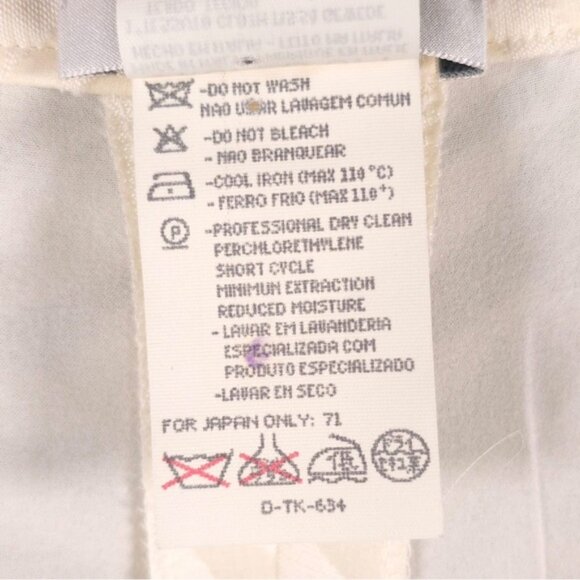 -DO NOT WASH
NAO USAR LAVAGEM COMUN
-DO NOT BLEACH
- NAO BRANQUEAR
-COOL IRON (MAX 110°C)
- FERRO FRIO (MAX 110°)
P
-PROFESSIONAL DRY CLEAN
PERCHLORETHYLENE
SHORT CYCLE
MINIMUN EXTRACTION
REDUCED MOISTURE
- LAVAR EM LAVANDERIA
ESPECIALIZADA COM
PRODUTO ESPECIALIZADO
-LAVAR EN SECO
FOR JAPAN ONLY: 71
低
D-TK-634